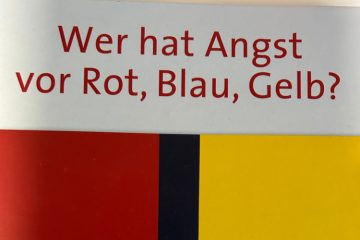 Wer hat Angst
vor Rot, Blau, Gelb?